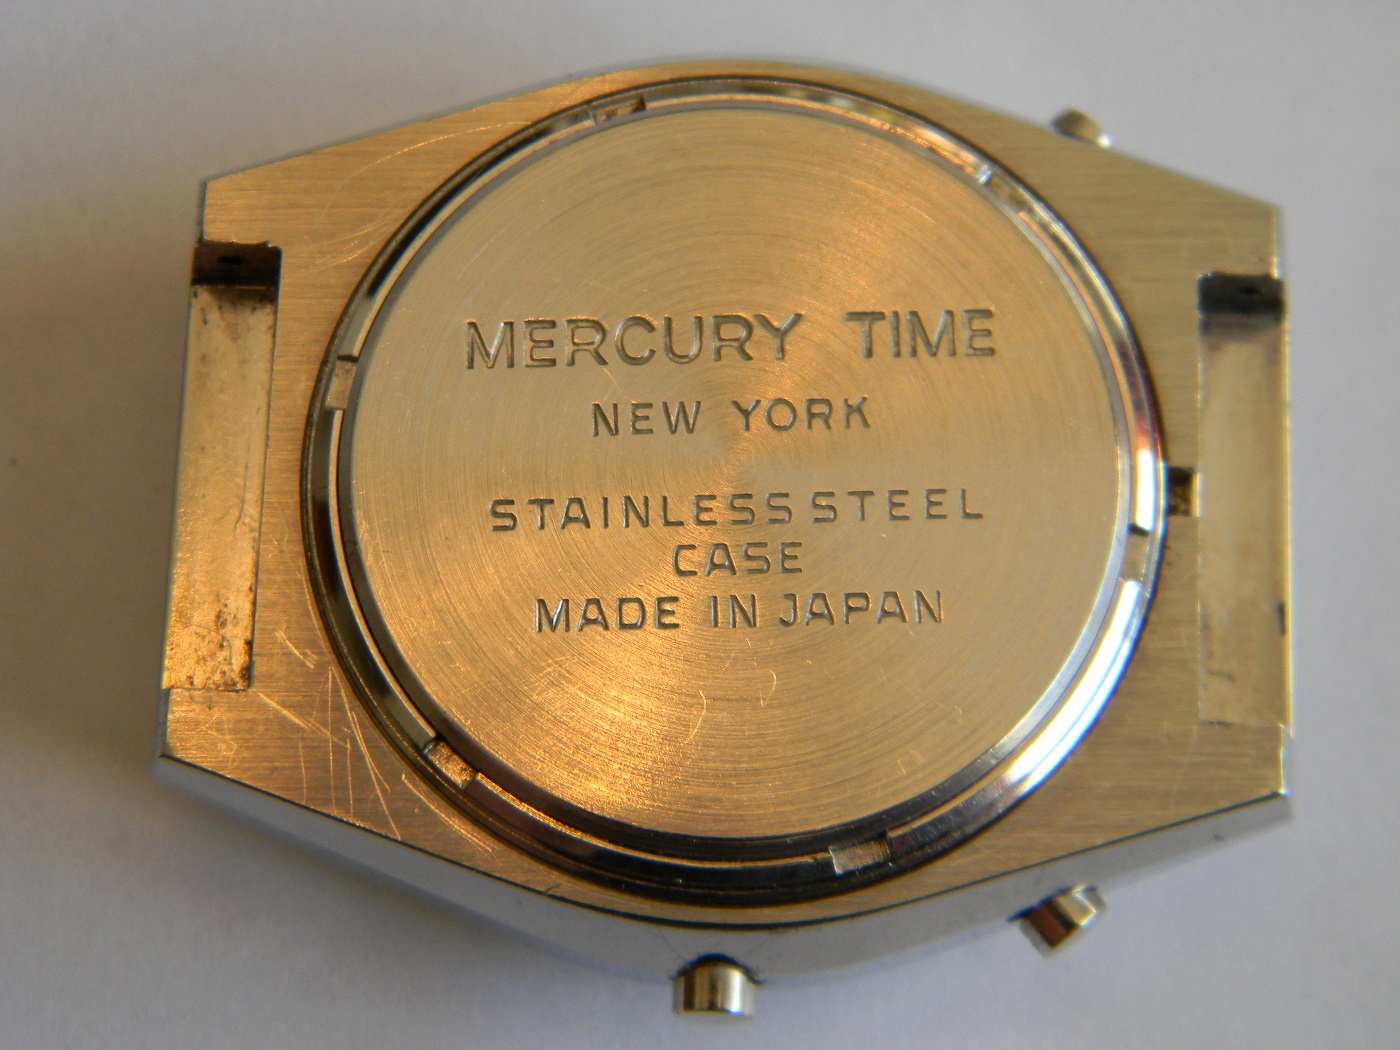 MERCURY TIME
NEW YORK
STAINLESS STEEL
CASE
MADE IN JAPAN